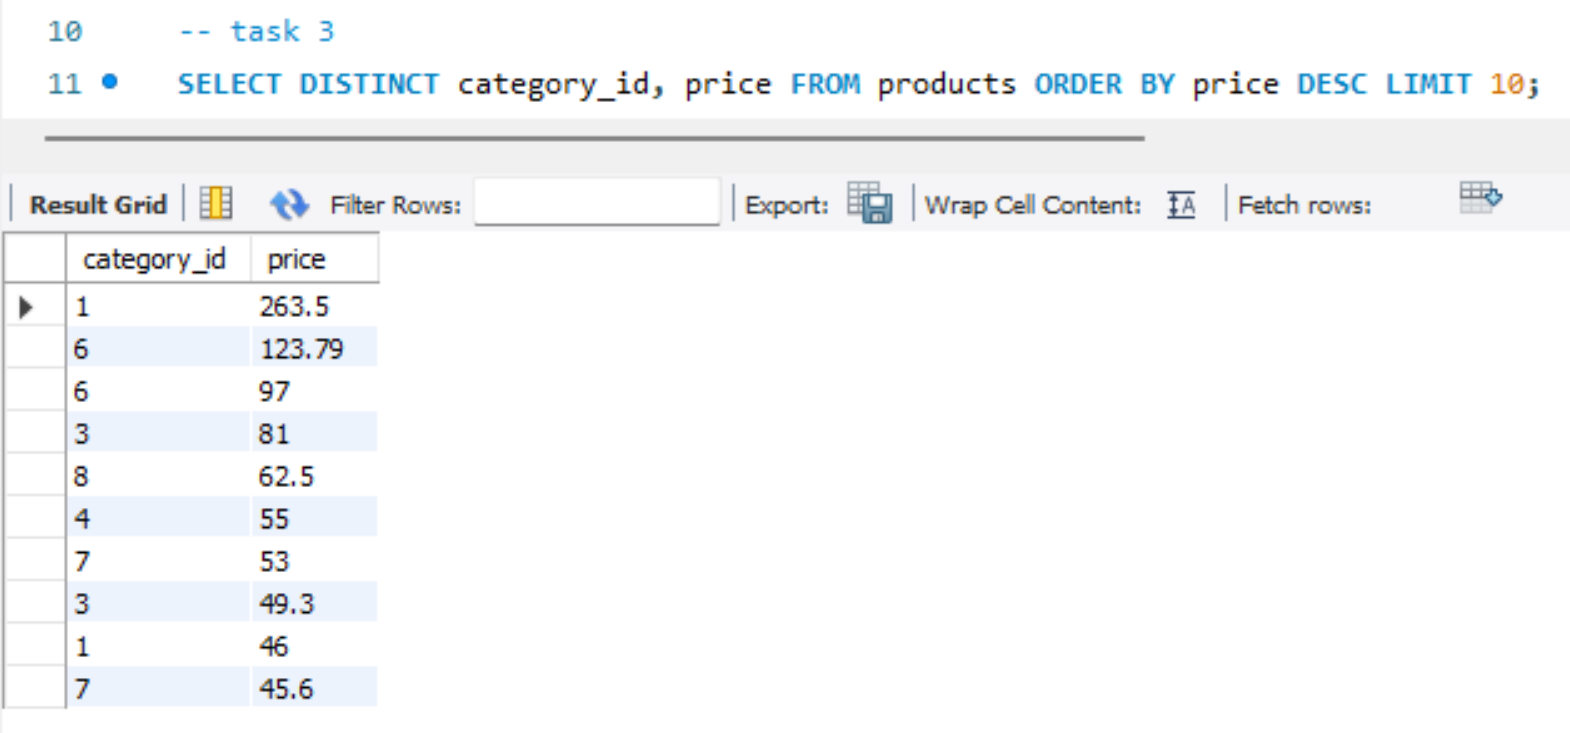 10 -- task 3
11 SELECT DISTINCT category_id, price FROM products ORDER BY price DESC LIMIT 10;
Result Grid Filter Rows: Export: Wrap Cell Content: IA Fetch rows:
category_id price
1 263.5
6 123.79
6 97
3 81
8 62.5
4 55
7 53
3 49.3
1 46
7 45.6